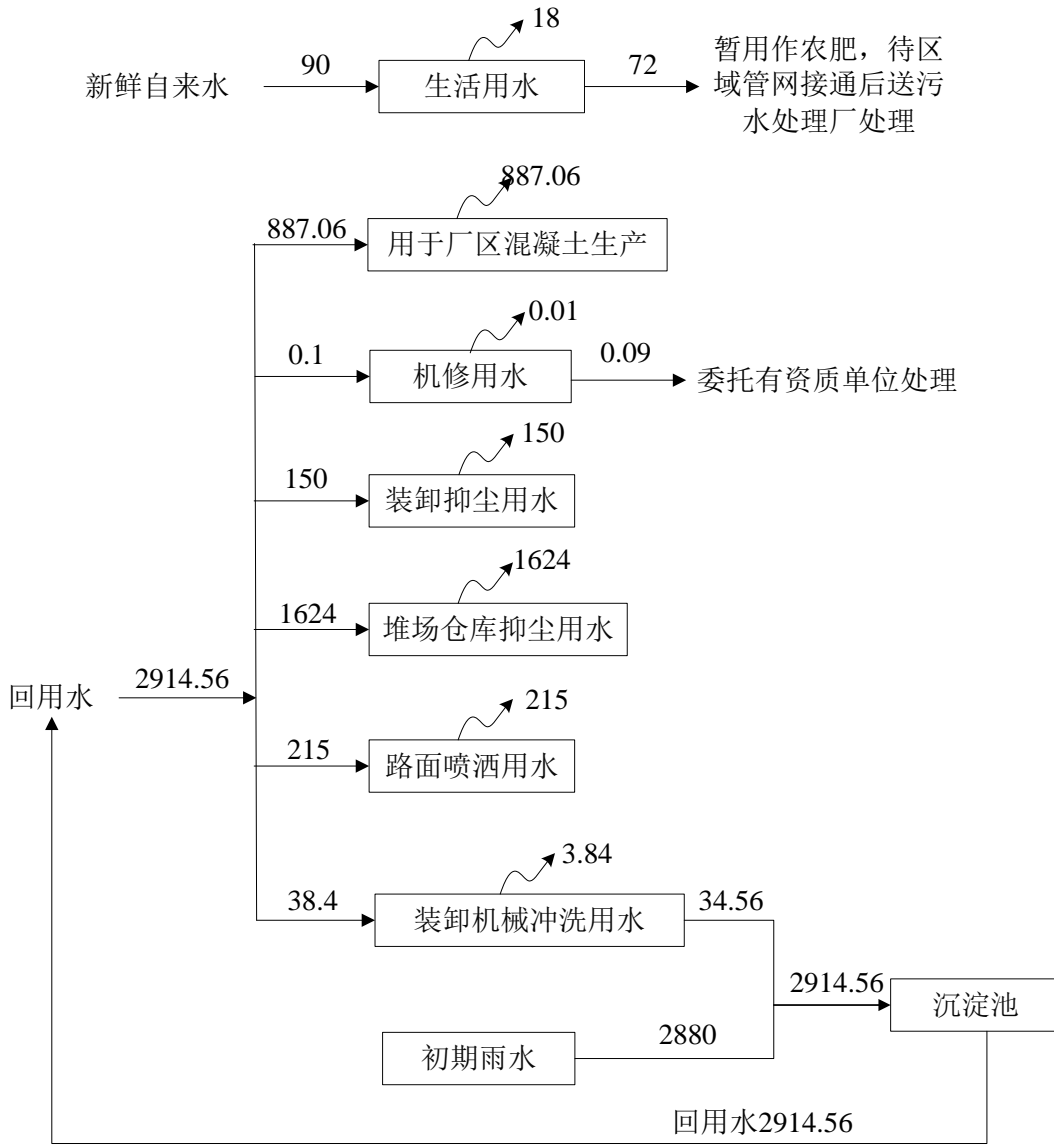 18
新鲜自来水
90
生活用水
72
暂用作农肥，待区
域管网接通后送污
水处理厂处理
887.06
887.06
用于厂区混凝土生产
0.01
0.1
机修用水
0.09
委托有资质单位处理
150
150
装卸抑尘用水
1624
1624
堆场仓库抑尘用水
回用水
2914.56
215
215
路面喷洒用水
3.84
38.4
装卸机械冲洗用水
34.56
2914.56
沉淀池
初期雨水
2880
回用水2914.56